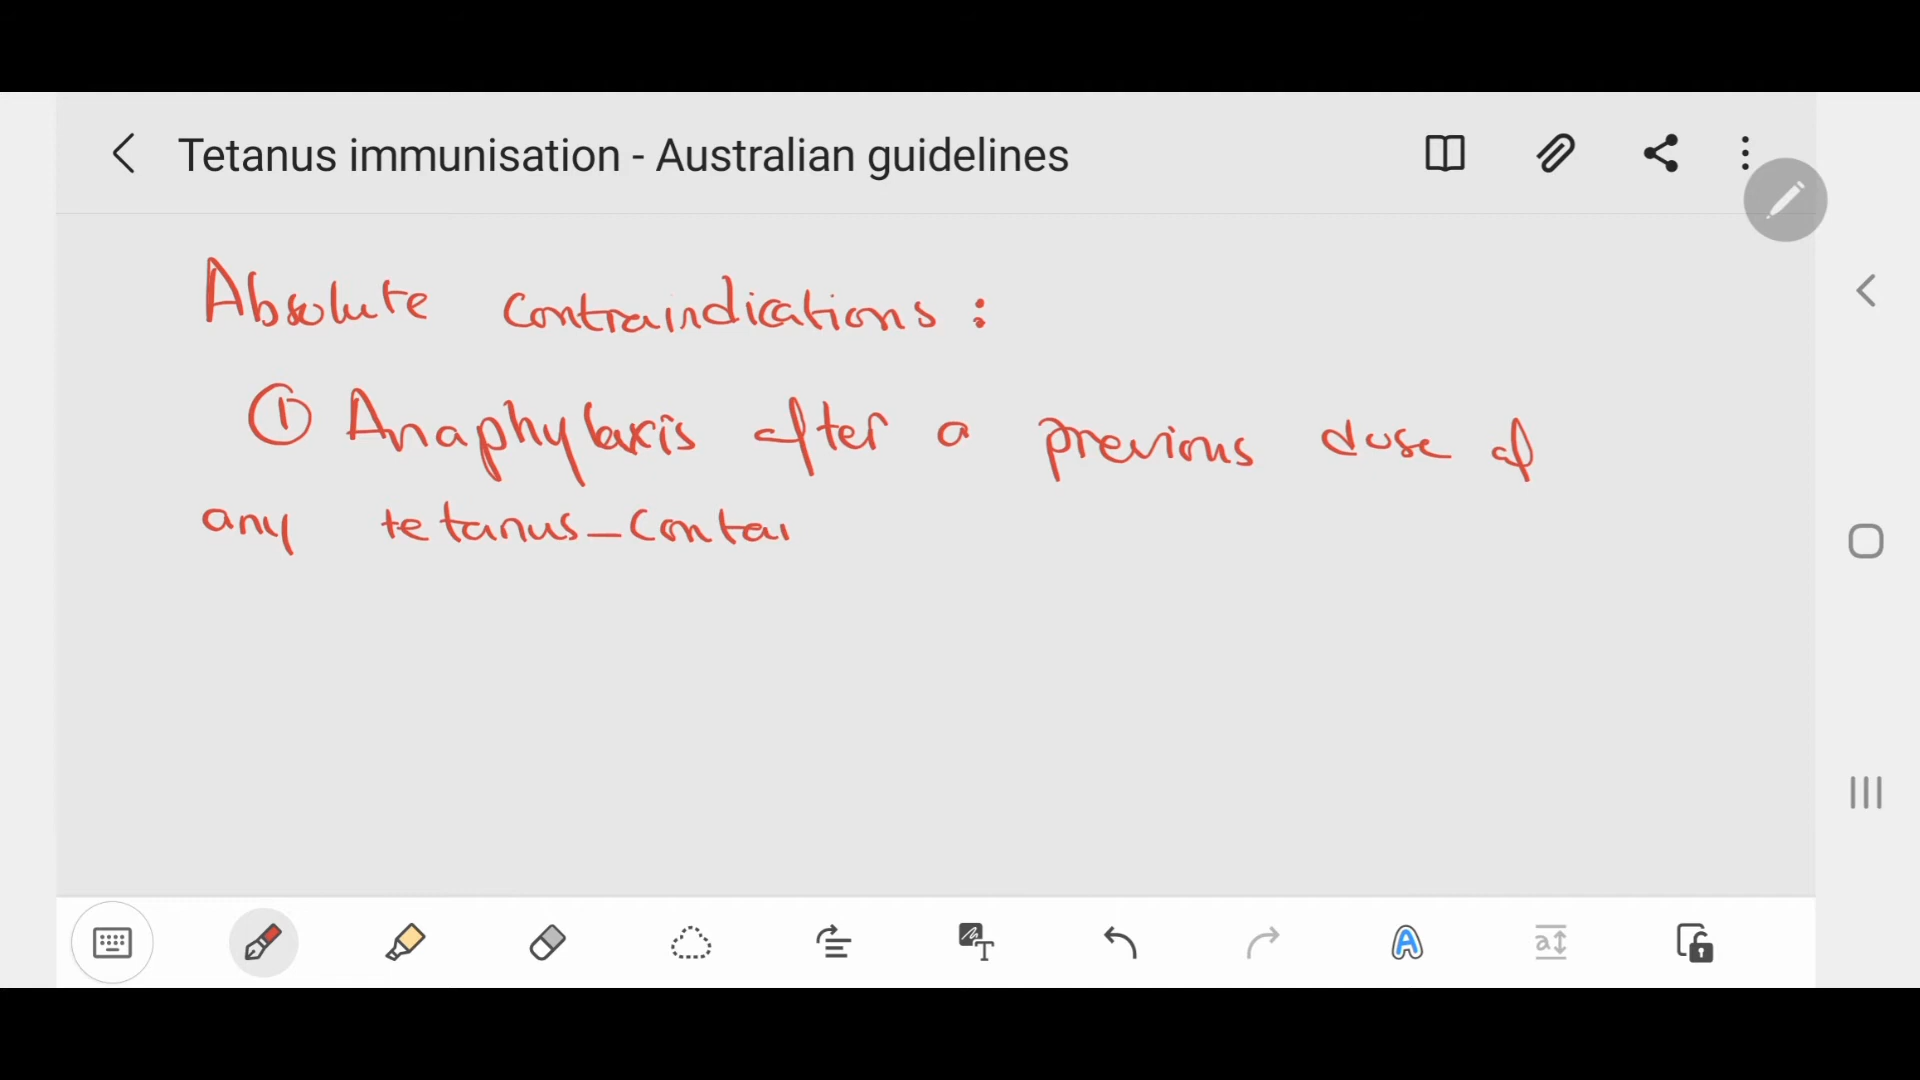 Tetanus immunisation - Australian guidelines
Absolute contraindications:
① Anaphylaxis after a previous dose of
any tetanus-contai